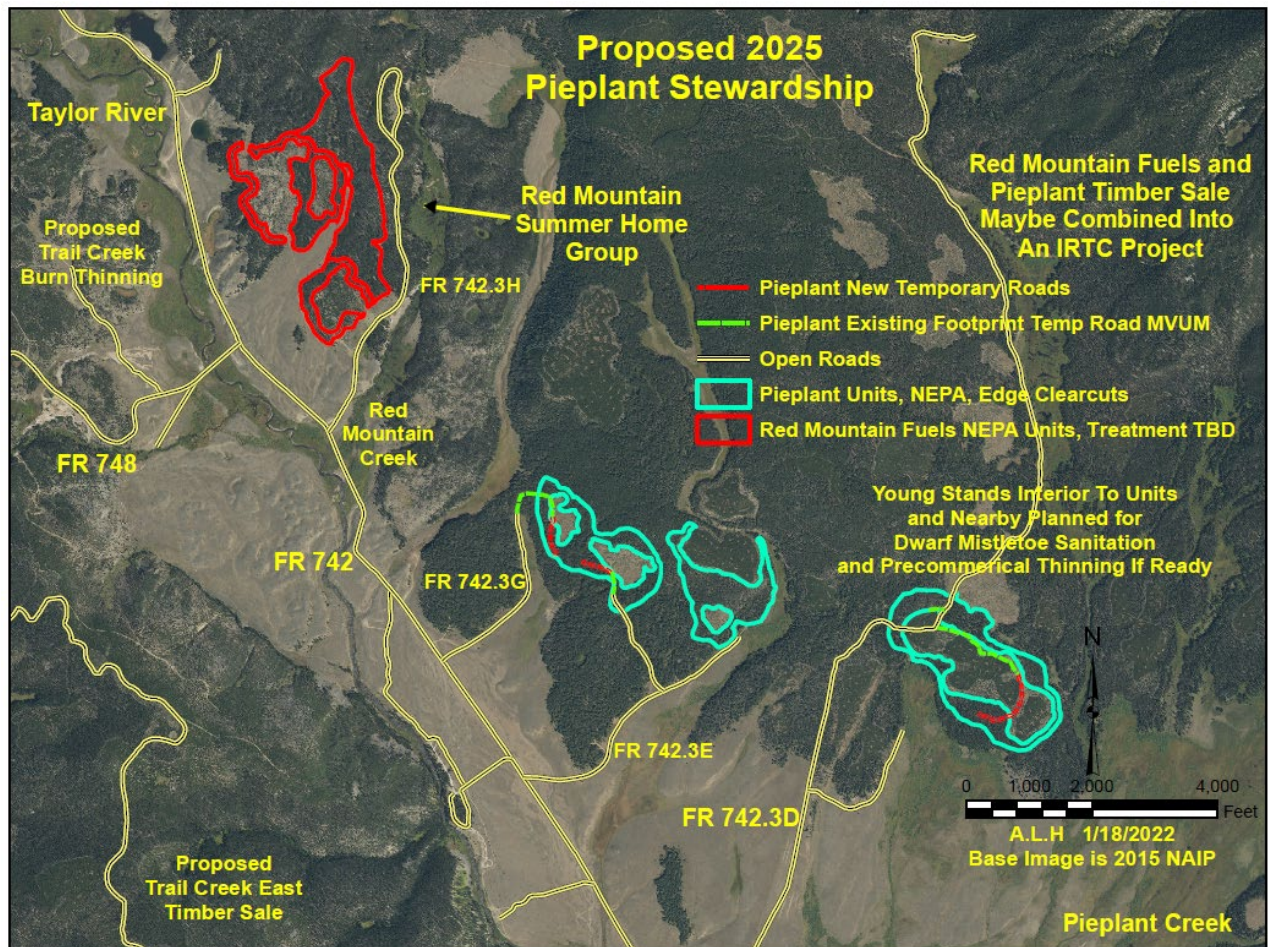 Proposed 2025
Pieplant Stewardship
Taylor River
Red Mountain Fuels and
Pieplant Timber Sale
Maybe Combined Into
An IRTC Project
Red Mountain
Summer Home
Group
Proposed
Trail Creek
Burn Thinning
FR 742.3H
Pieplant New Temporary Roads
Pieplant Existing Footprint Temp Road MVUM
Open Roads
Pieplant Units, NEPA, Edge Clearcuts
Red Mountain Fuels NEPA Units, Treatment TBD
Red
Mountain
Creek
FR 748
Young Stands Interior To Units
and Nearby Planned for
Dwarf Mistletoe Sanitation
and Precommerical Thinning If Ready
FR 742
FR 742.3G
N
FR 742.3E
0 1,000 2,000 4,000
Feet
FR 742.3D
A.L.H 1/18/2022
Base Image is 2015 NAIP
Proposed
Trail Creek East
Timber Sale
Pieplant Creek